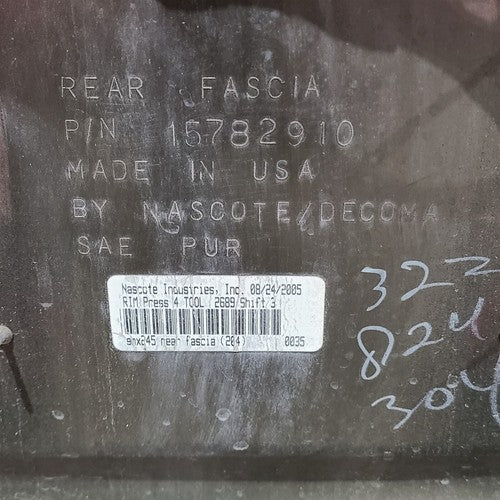 REAR FASCIA
P/N 15782910
MADE IN USA
BY NASCOTE/DECOMA
SAE PUR
Nascote Industries, Inc. 08/24/2005
RIM Press 4 TOOL 2689/Shift 3
gmx245 rear fascia (204) 0035
322
824
304